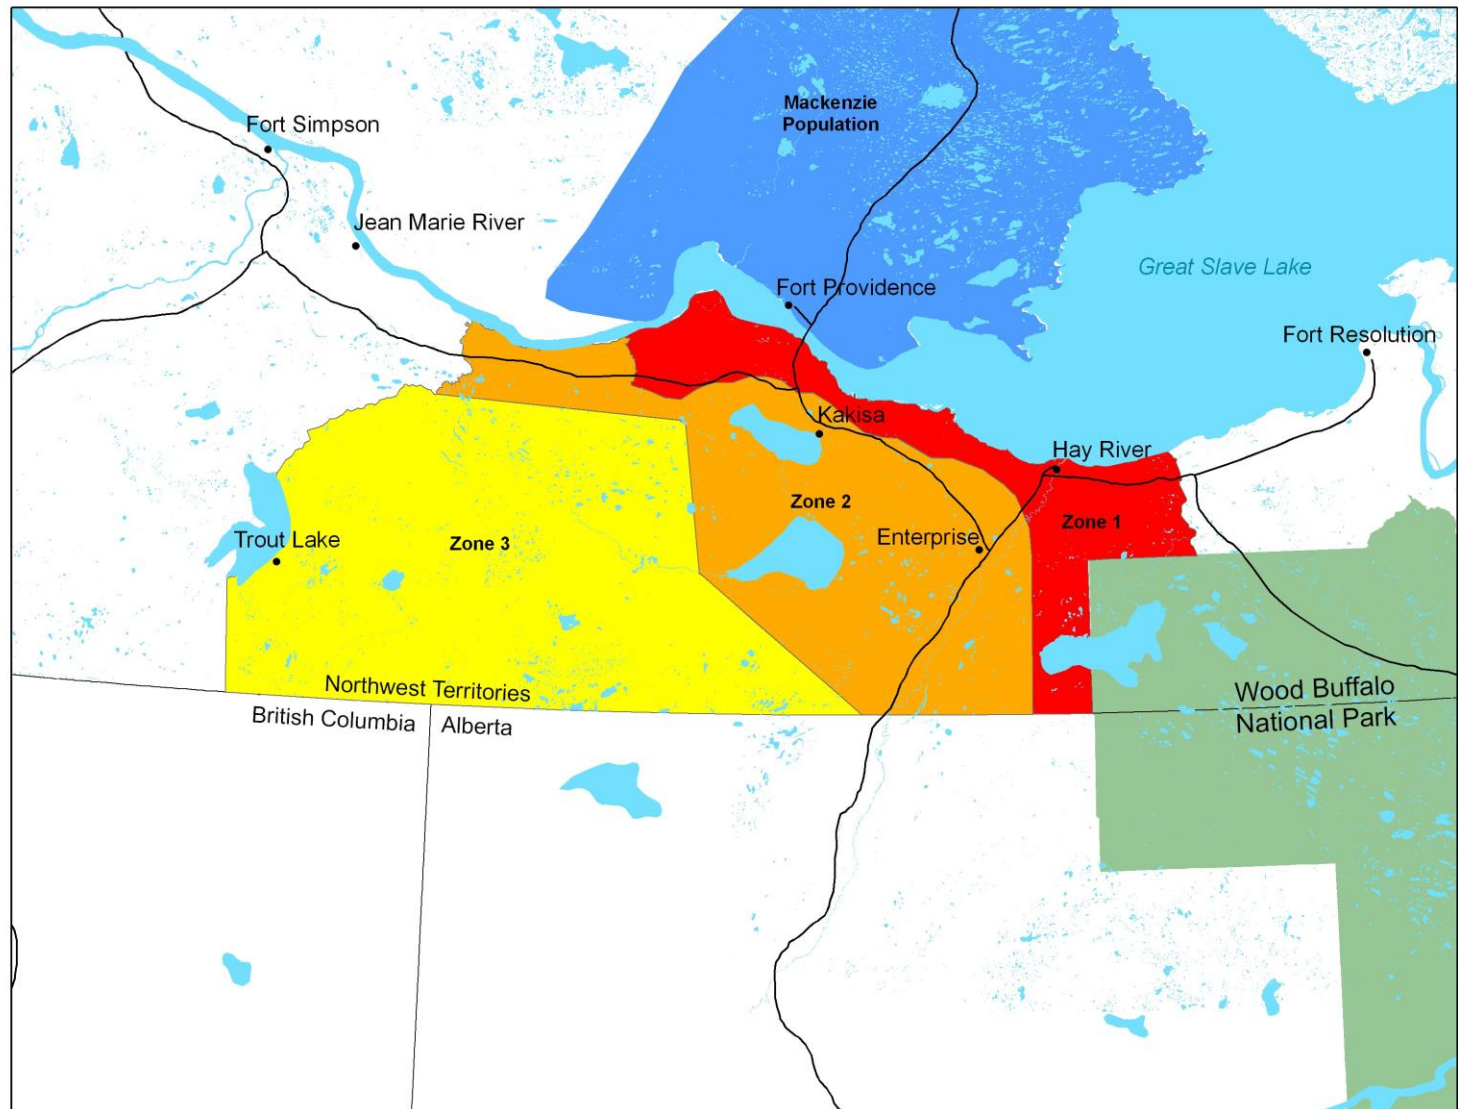 Mackenzie
Population
Fort Simpson
Jean Marie River
Great Slave Lake
Fort Providence
Fort Resolution
Kakisa
Hay River
Zone 2
Zone 1
Enterprise
Trout Lake
Zone 3
Northwest Territories
British Columbia
Alberta
Wood Buffalo
National Park